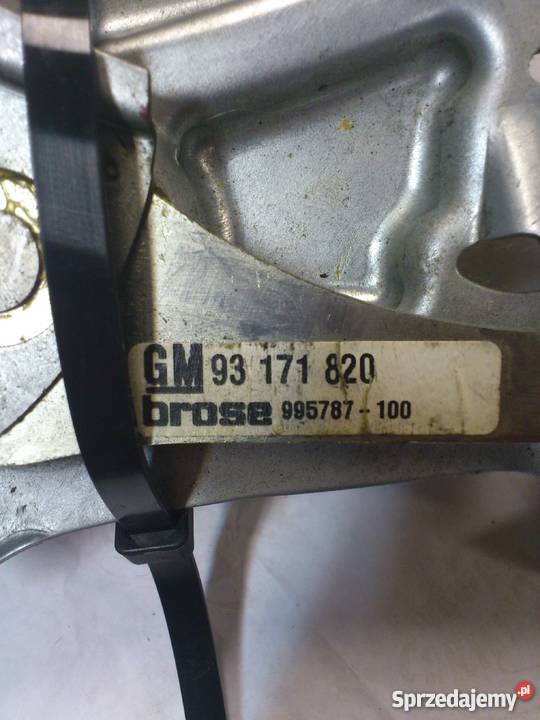 GM 93 171 820
brose 995787-100
Sprzedajemy.pl